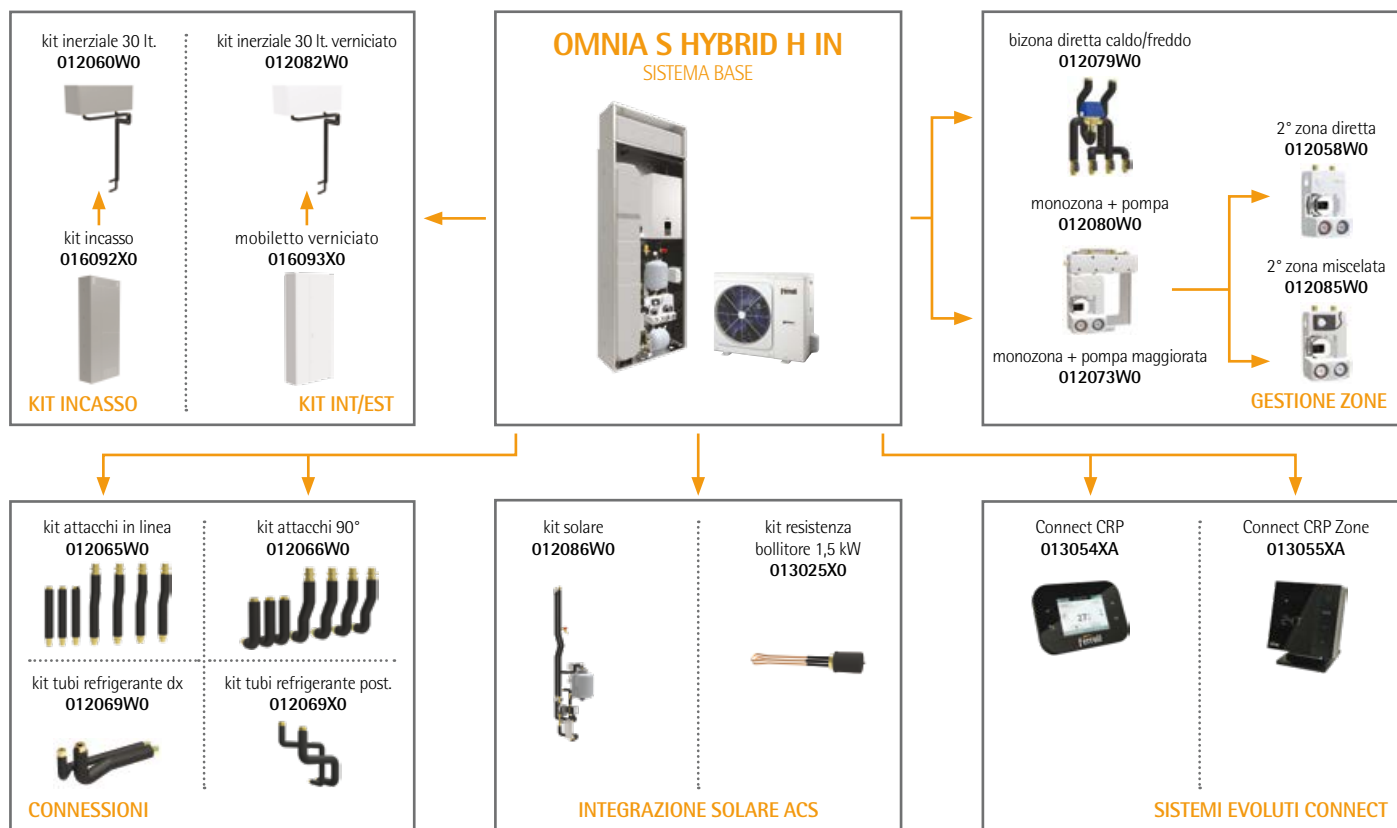 kit inerziale 30 lt.
012060W0
kit inerziale 30 lt. verniciato
012082W0
kit incasso
016092X0
mobiletto verniciato
016093X0
KIT INCASSO
KIT INT/EST
OMNIA S HYBRID H IN
SISTEMA BASE
ferroli
bizona diretta caldo/freddo
012079W0
monozona + pompa
012080W0
monozona + pompa maggiorata
012073W0
2° zona diretta
012058W0
2° zona miscelata
012085W0
GESTIONE ZONE
kit attacchi in linea
012065W0
kit attacchi 90°
012066W0
kit tubi refrigerante dx
012069W0
kit tubi refrigerante post.
012069X0
CONNESSIONI
kit solare
012086W0
kit resistenza
bollitore 1,5 kW
013025X0
INTEGRAZIONE SOLARE ACS
Connect CRP
013054XA
ferroli
Connect CRP Zone
013055XA
SISTEMI EVOLUTI CONNECT